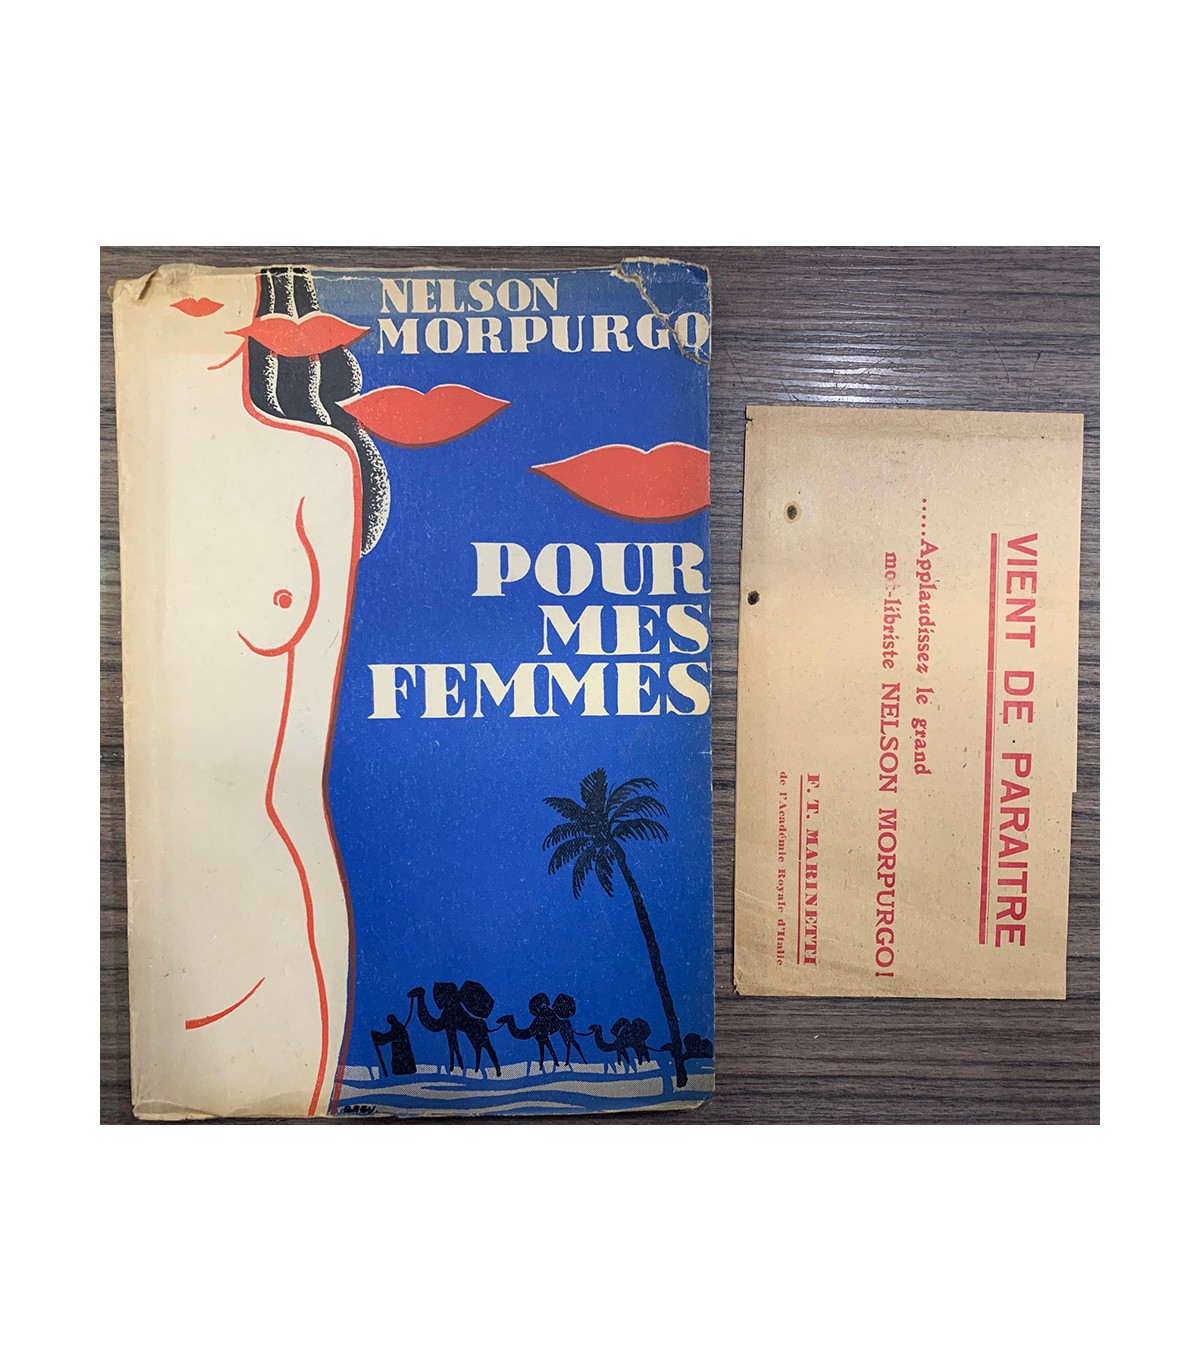 NELSON
MORPURGO
POUR
MES
FEMMES
VIENT DE PARAITRE
.....Applaudissez le grand
mot-libriste NELSON MORPURGO!
F. T. MARINETTI
de l'Académie Royale d'Italie